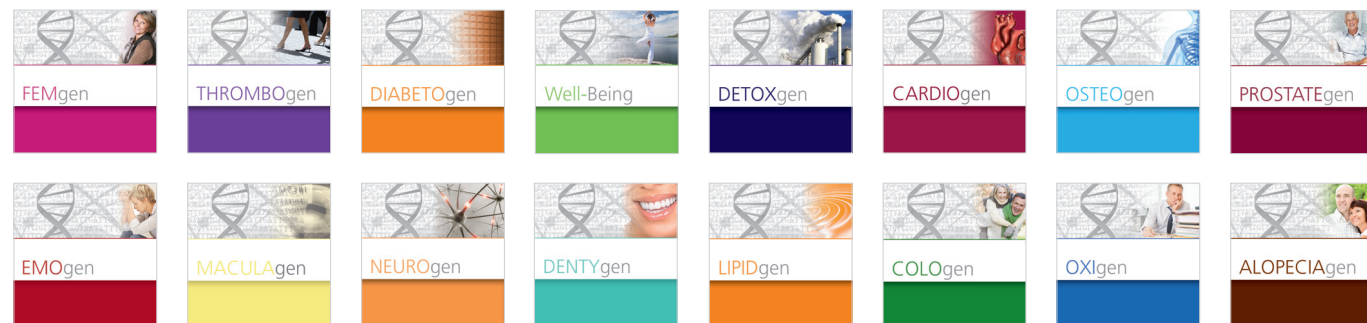 FEMgen
THROMBOgen
DIABETOgen
Well-Being
DETOXgen
CARDIOgen
OSTEOgen
PROSTATEgen
EMOgen
MACULAgen
NEUROgen
DENTYgen
LIPIDgen
COLOgen
OXIgen
ALOPECIAgen